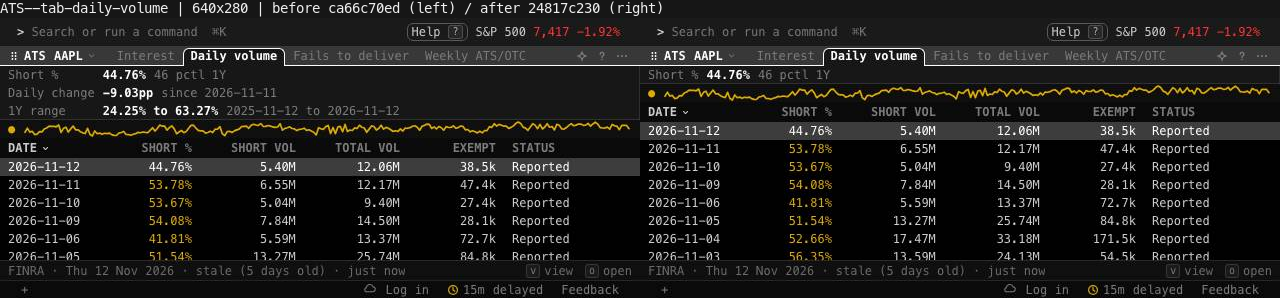 ATS--tab-daily-volume | 640x280 | before ca66c70ed (left) / after 24817c230 (right)
> Search or run a command ⌘K Help ? S&P 500 7,417 -1.92%
ATS AAPL Interest Daily volume Fails to deliver Weekly ATS/OTC ?
Short % 44.76% 46 pctl 1Y
Daily change -9.03pp since 2026-11-11
1Y range 24.25% to 63.27% 2025-11-12 to 2026-11-12
DATE SHORT % SHORT VOL TOTAL VOL EXEMPT STATUS
2026-11-12 44.76% 5.40M 12.06M 38.5k Reported
2026-11-11 53.78% 6.55M 12.17M 47.4k Reported
2026-11-10 53.67% 5.04M 9.40M 27.4k Reported
2026-11-09 54.08% 7.84M 14.50M 28.1k Reported
2026-11-06 41.81% 5.59M 13.37M 72.7k Reported
2026-11-05 51.54% 13.27M 25.74M 84.8k Reported
FINRA · Thu 12 Nov 2026 · stale (5 days old) · just now v view o open
+ Log in 15m delayed Feedback
> Search or run a command ⌘K Help ? S&P 500 7,417 -1.92%
ATS AAPL Interest Daily volume Fails to deliver Weekly ATS/OTC ?
Short % 44.76% 46 pctl 1Y
DATE SHORT % SHORT VOL TOTAL VOL EXEMPT STATUS
2026-11-12 44.76% 5.40M 12.06M 38.5k Reported
2026-11-11 53.78% 6.55M 12.17M 47.4k Reported
2026-11-10 53.67% 5.04M 9.40M 27.4k Reported
2026-11-09 54.08% 7.84M 14.50M 28.1k Reported
2026-11-06 41.81% 5.59M 13.37M 72.7k Reported
2026-11-05 51.54% 13.27M 25.74M 84.8k Reported
2026-11-04 52.66% 17.47M 33.18M 171.5k Reported
2026-11-03 56.35% 13.59M 24.13M 54.5k Reported
FINRA · Thu 12 Nov 2026 · stale (5 days old) · just now v view o open
+ Log in 15m delayed Feedback